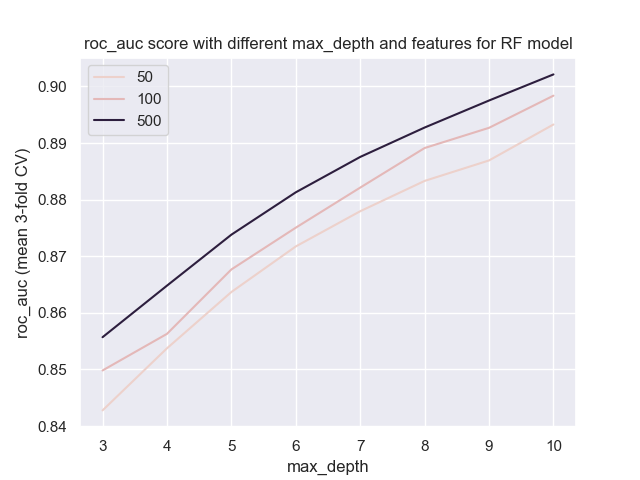 roc_auc score with different max_depth and features for RF model
50
100
500
0.90
0.89
0.88
0.87
0.86
0.85
0.84
roc_auc (mean 3-fold CV)
3 4 5 6 7 8 9 10
max_depth